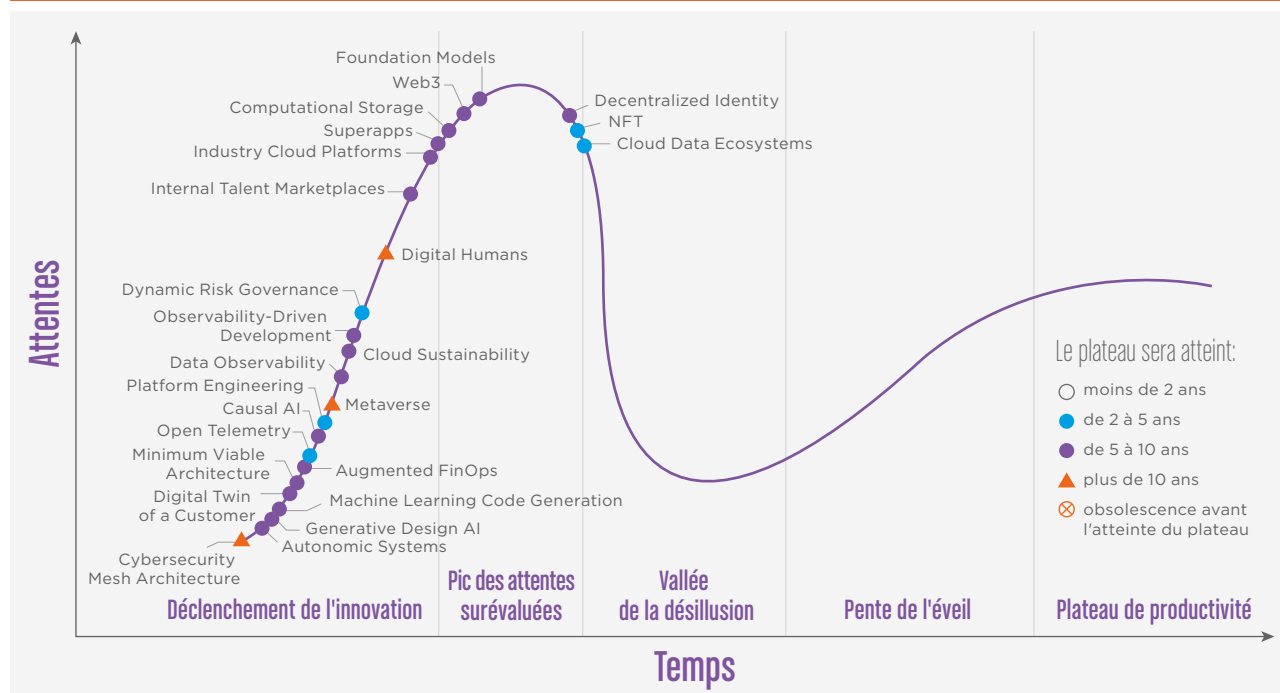 Foundation Models
Web3
Computational Storage
Superapps
Industry Cloud Platforms
Internal Talent Marketplaces
Decentralized Identity
NFT
Cloud Data Ecosystems
Digital Humans
Dynamic Risk Governance
Observability-Driven
Development
Cloud Sustainability
Data Observability
Platform Engineering
Metaverse
Causal AI
Open Telemetry
Minimum Viable
Architecture
Augmented FinOps
Digital Twin
of a Customer
Machine Learning Code Generation
Generative Design AI
Autonomic Systems
Cybersecurity
Mesh Architecture
Attentes
Le plateau sera atteint:
moins de 2 ans
de 2 à 5 ans
de 5 à 10 ans
plus de 10 ans
obsolescence avant
l'atteinte du plateau
Déclenchement de l'innovation
Pic des attentes
surévaluées
Vallée
de la désillusion
Pente de l'éveil
Plateau de productivité
Temps